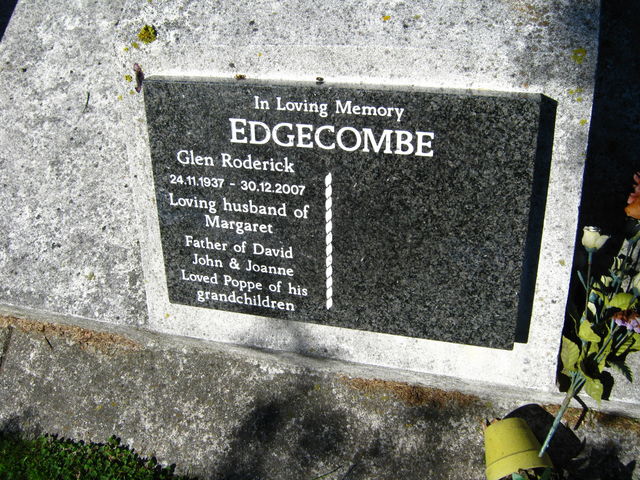 In Loving Memory
EDGECOMBE
Glen Roderick
24.11.1937 - 30.12.2007
Loving husband of
Margaret
Father of David
John & Joanne
Loved Poppe of his
grandchildren